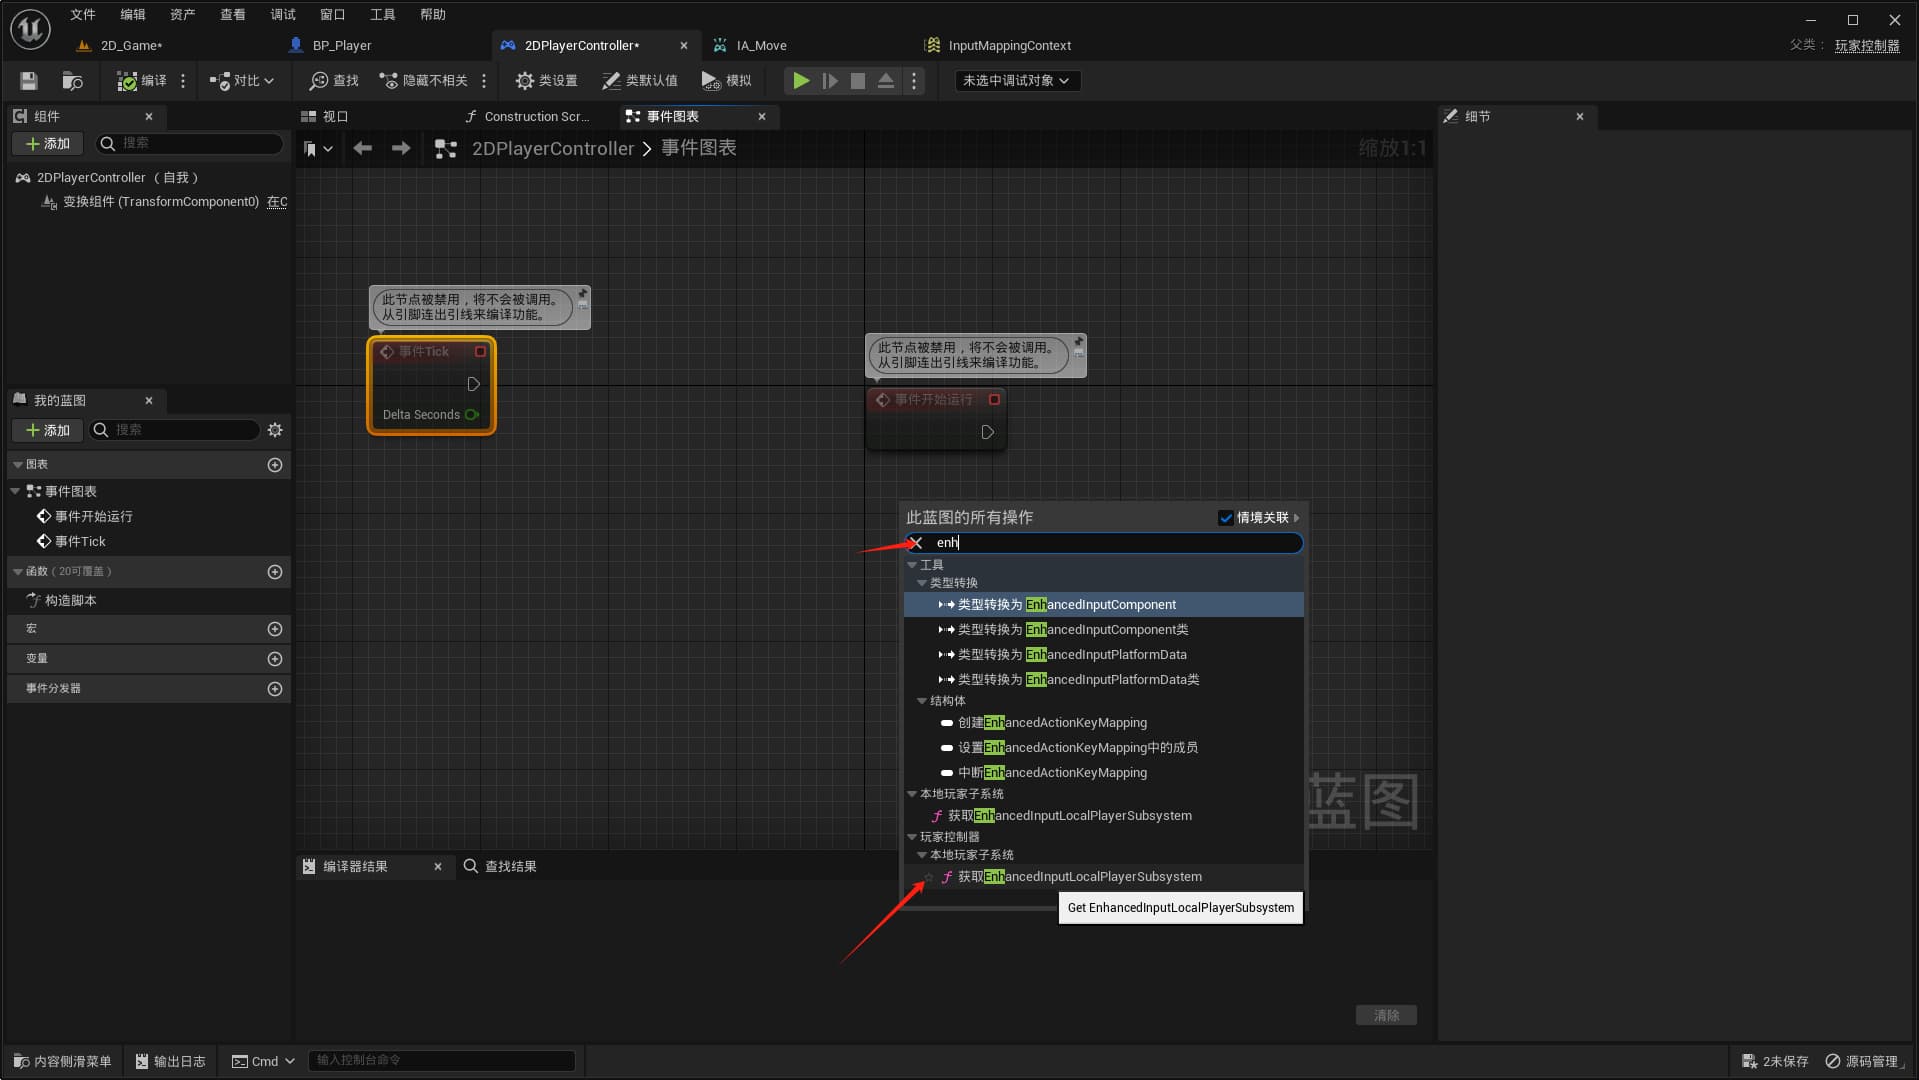 文件 编辑 资产 查看 调试 窗口 工具 帮助
2D_Game* BP_Player 2DPlayerController* IA_Move InputMappingContext
父类： 玩家控制器
编译 对比 查找 隐藏不相关 类设置 类默认值 模拟 未选中调试对象
组件
添加 搜索
2DPlayerController （自我）
变换组件 (TransformComponent0) 在C
视口 Construction Scr... 事件图表
2DPlayerController 事件图表 缩放1:1
细节
此节点被禁用，将不会被调用。
从引脚连出引线来编译功能。
事件Tick
Delta Seconds
此节点被禁用，将不会被调用。
从引脚连出引线来编译功能。
事件开始运行
我的蓝图
添加 搜索
图表
事件图表
事件开始运行
事件Tick
函数（20可覆盖）
构造脚本
宏
变量
事件分发器
此蓝图的所有操作 情境关联
enh
工具
类型转换
类型转换为 EnhancedInputComponent
类型转换为 EnhancedInputComponent类
类型转换为 EnhancedInputPlatformData
类型转换为 EnhancedInputPlatformData类
结构体
创建EnhancedActionKeyMapping
设置EnhancedActionKeyMapping中的成员
中断EnhancedActionKeyMapping
本地玩家子系统
获取EnhancedInputLocalPlayerSubsystem
玩家控制器
本地玩家子系统
获取EnhancedInputLocalPlayerSubsystem
Get EnhancedInputLocalPlayerSubsystem
蓝图
编译器结果 查找结果
清除
内容侧滑菜单 输出日志 Cmd 输入控制台命令 2未保存 源码管理